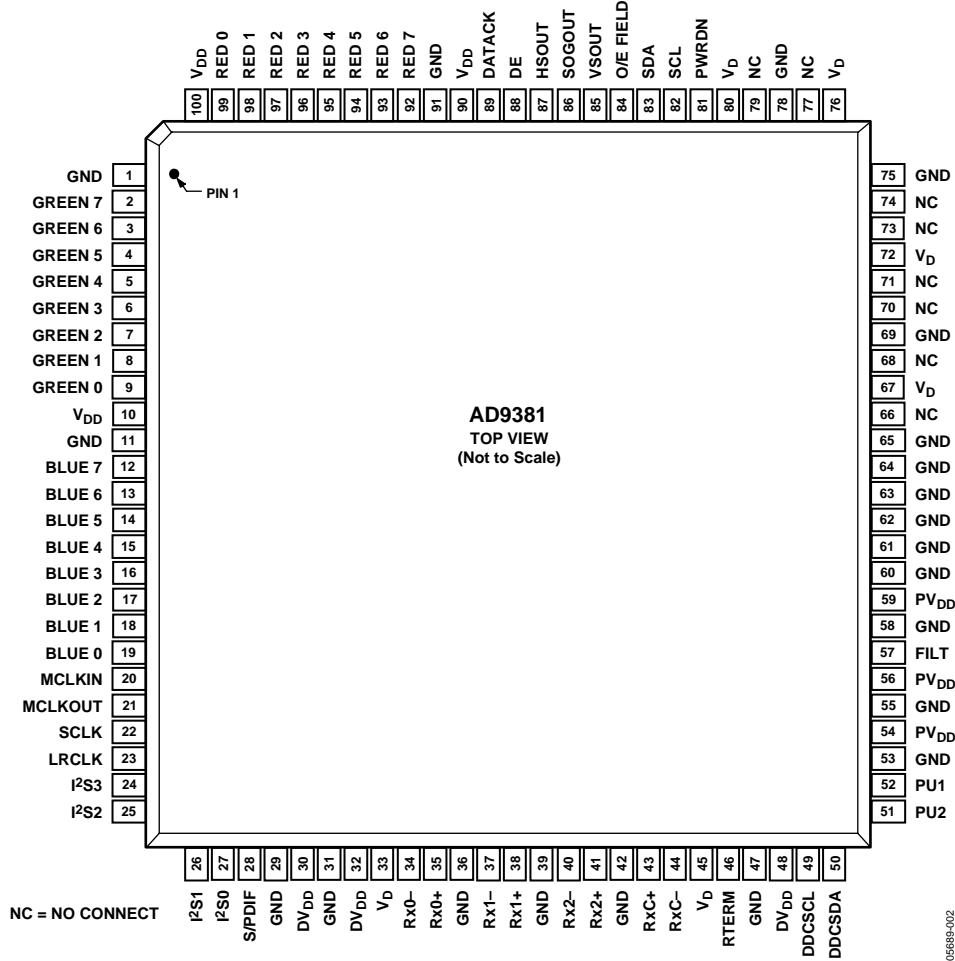 VDD
RED 0
RED 1
RED 2
RED 3
RED 4
RED 5
RED 6
RED 7
GND
VDD
DATACK
DE
HSOUT
SOGOUT
VSOUT
O/E FIELD
SDA
SCL
PWRDN
VD
NC
GND
NC
VD
100 99 98 97 96 95 94 93 92 91 90 89 88 87 86 85 84 83 82 81 80 79 78 77 76
GND 1
GREEN 7 2
GREEN 6 3
GREEN 5 4
GREEN 4 5
GREEN 3 6
GREEN 2 7
GREEN 1 8
GREEN 0 9
VDD 10
GND 11
BLUE 7 12
BLUE 6 13
BLUE 5 14
BLUE 4 15
BLUE 3 16
BLUE 2 17
BLUE 1 18
BLUE 0 19
MCLKIN 20
MCLKOUT 21
SCLK 22
LRCLK 23
I2S3 24
I2S2 25
PIN 1
AD9381
TOP VIEW
(Not to Scale)
75 GND
74 NC
73 NC
72 VD
71 NC
70 NC
69 GND
68 NC
67 VD
66 NC
65 GND
64 GND
63 GND
62 GND
61 GND
60 GND
59 PVDD
58 GND
57 FILT
56 PVDD
55 GND
54 PVDD
53 GND
52 PU1
51 PU2
26 27 28 29 30 31 32 33 34 35 36 37 38 39 40 41 42 43 44 45 46 47 48 49 50
I2S1
I2S0
S/PDIF
GND
DVDD
GND
DVDD
VD
Rx0–
Rx0+
GND
Rx1–
Rx1+
GND
Rx2–
Rx2+
GND
RxC+
RxC–
VD
RTERM
GND
DVDD
DDCSCL
DDCSDA
NC = NO CONNECT
05689-002